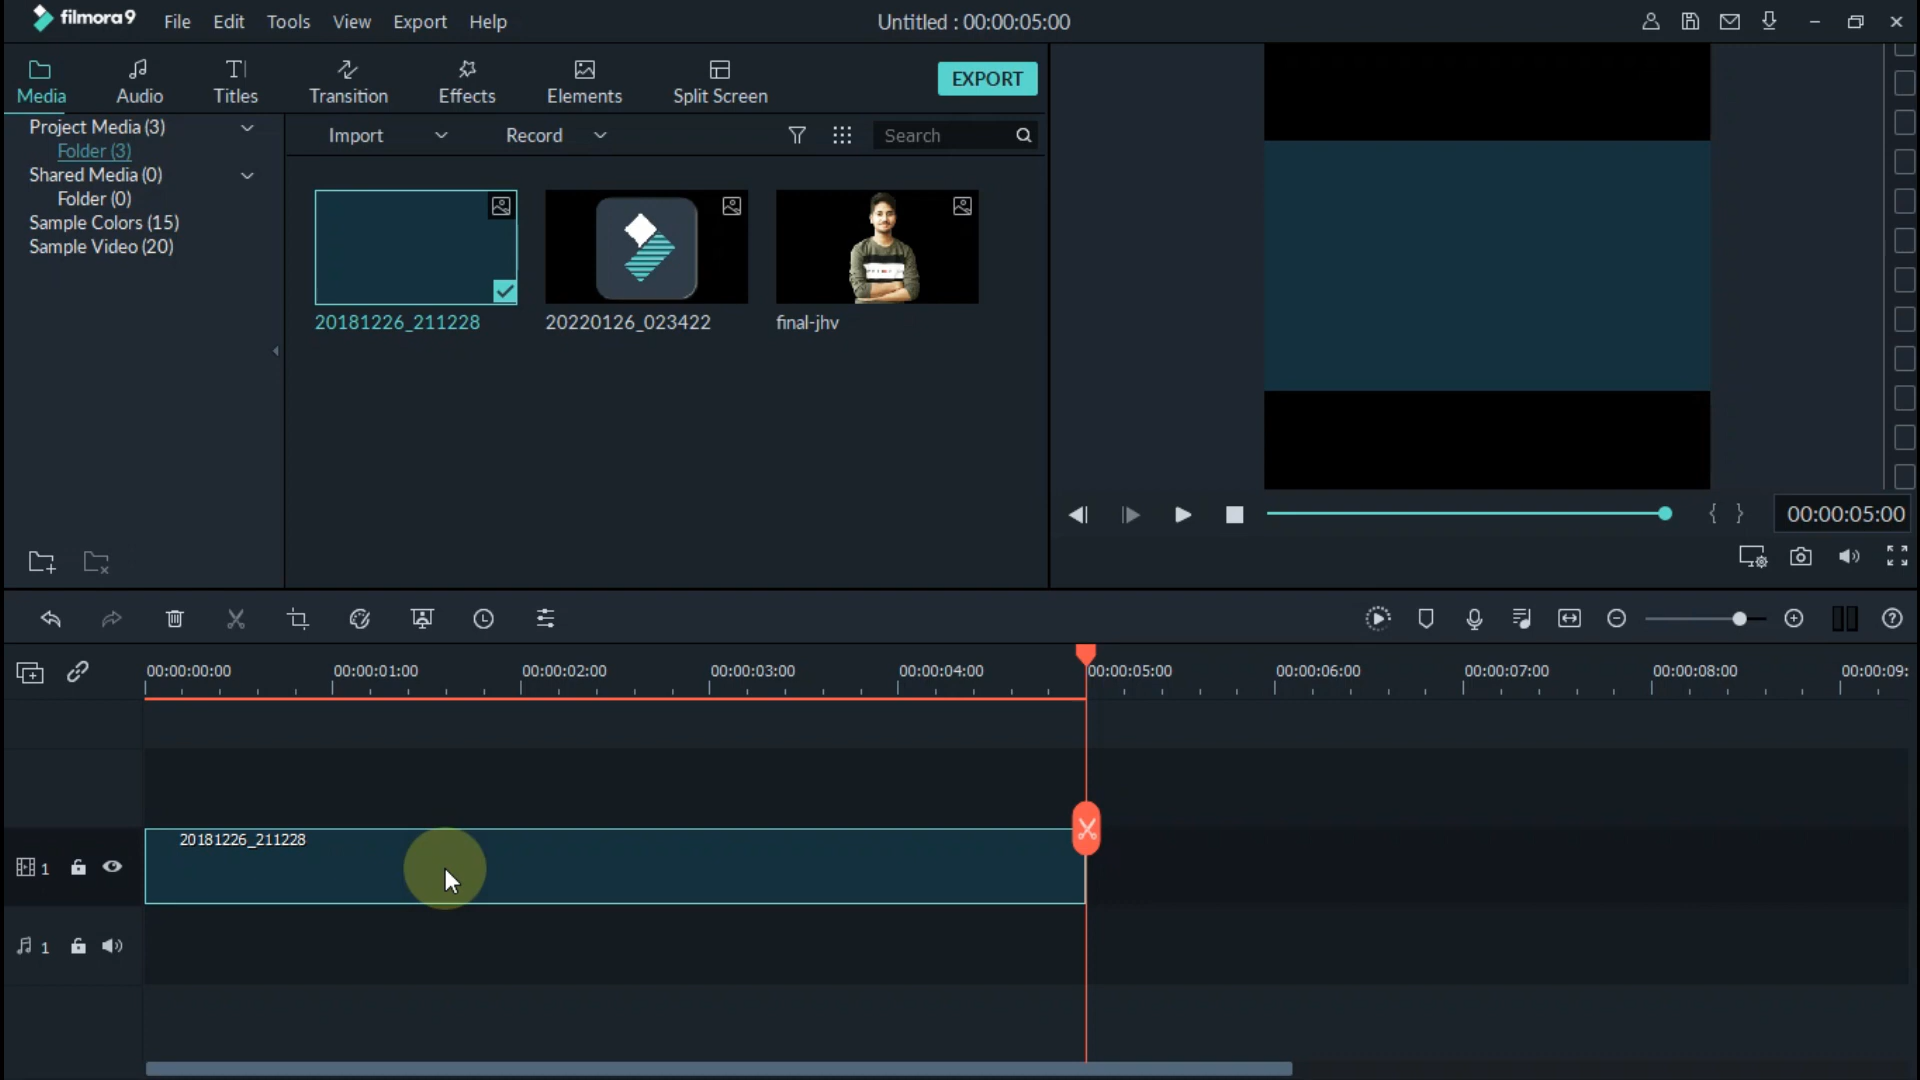 filmora9 File Edit Tools View Export Help Untitled : 00:00:05:00
Media Audio Titles Transition Effects Elements Split Screen EXPORT
Project Media (3)
Folder (3)
Shared Media (0)
Folder (0)
Sample Colors (15)
Sample Video (20)
Import Record Search
20181226_211228 20220126_023422 final-jhv
00:00:05:00
00:00:00:00 00:00:01:00 00:00:02:00 00:00:03:00 00:00:04:00 00:00:05:00 00:00:06:00 00:00:07:00 00:00:08:00 00:00:09:
20181226_211228
1
1